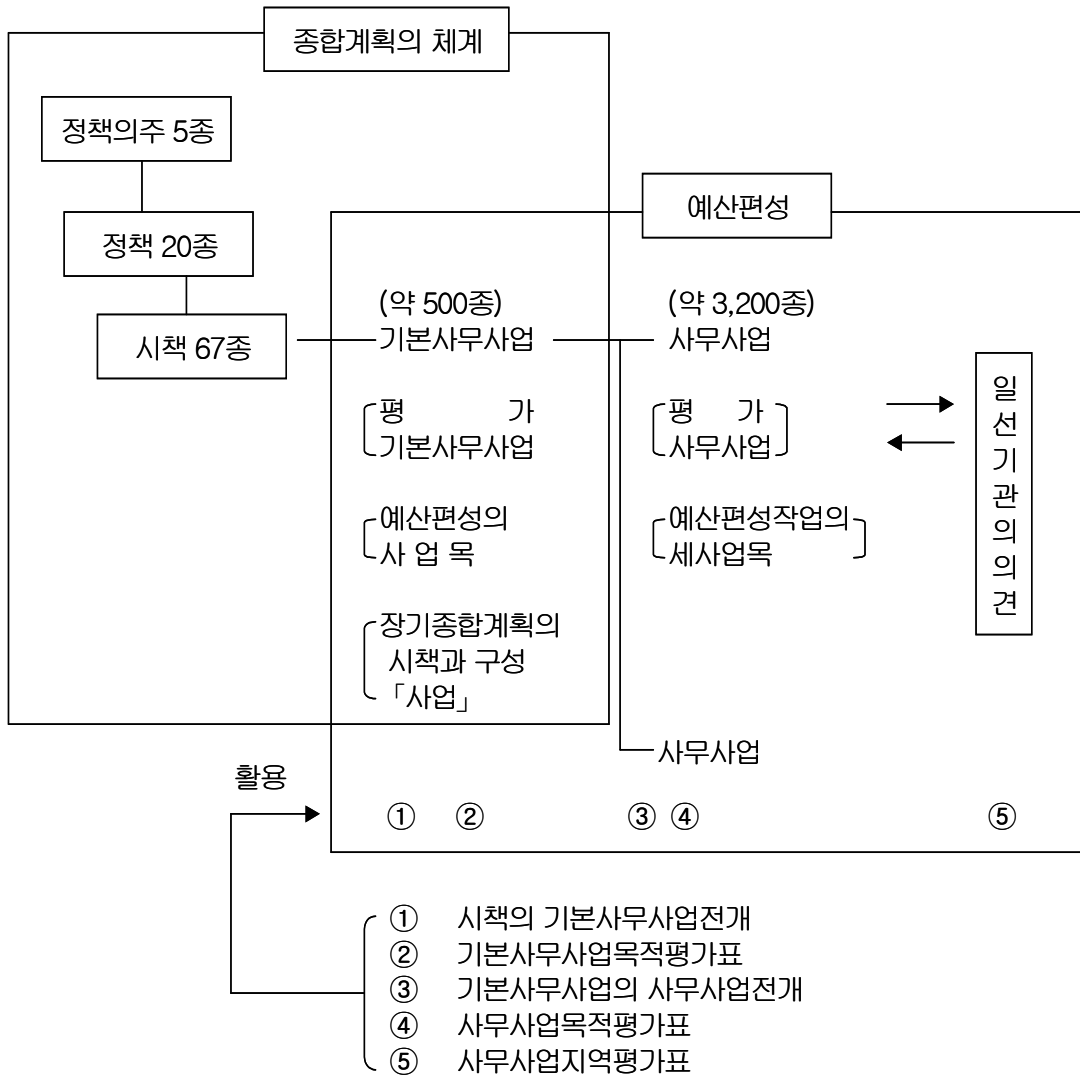 종합계획의 체계
정책의주 5종
정책 20종
시책 67종
예산편성
(약 500종)
기본사무사업
평 가
기본사무사업
예산편성의
사 업 목
장기종합계획의
시책과 구성
「사업」
(약 3,200종)
사무사업
평 가
사무사업
예산편성작업의
세사업목
사무사업
일선기관의의견
활용
① ② ③ ④ ⑤
① 시책의 기본사무사업전개
② 기본사무사업목적평가표
③ 기본사무사업의 사무사업전개
④ 사무사업목적평가표
⑤ 사무사업지역평가표